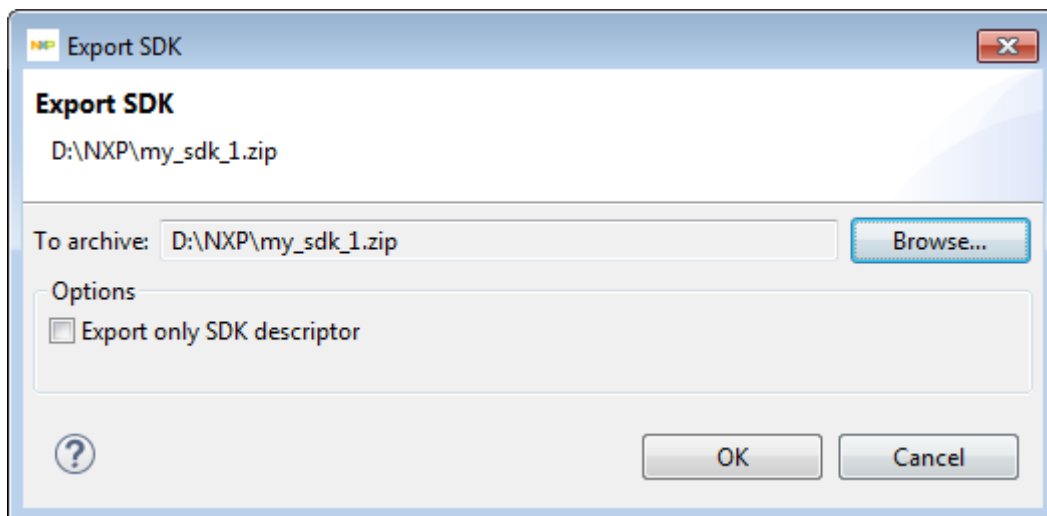 NXP Export SDK
Export SDK
D:\NXP\my_sdk_1.zip
To archive: D:\NXP\my_sdk_1.zip Browse...
Options
Export only SDK descriptor
? OK Cancel